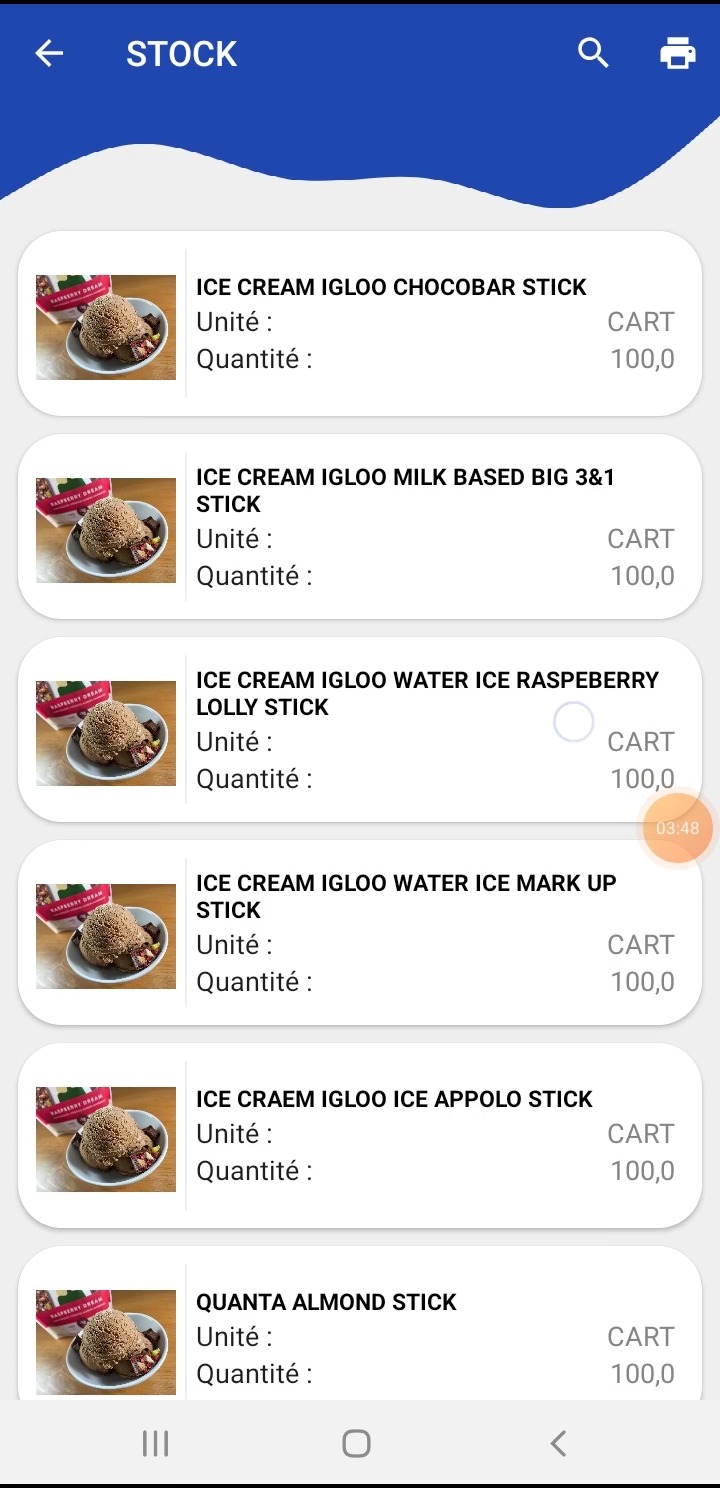 STOCK
ICE CREAM IGLOO CHOCOBAR STICK
Unité : CART
Quantité : 100,0
RASPBERRY DREAM
ICE CREAM IGLOO MILK BASED BIG 3&1
STICK
Unité : CART
Quantité : 100,0
RASPBERRY DREAM
ICE CREAM IGLOO WATER ICE RASPEBERRY
LOLLY STICK
Unité : CART
Quantité : 100,0
RASPBERRY DREAM
03:48
ICE CREAM IGLOO WATER ICE MARK UP
STICK
Unité : CART
Quantité : 100,0
RASPBERRY DREAM
ICE CRAEM IGLOO ICE APPOLO STICK
Unité : CART
Quantité : 100,0
RASPBERRY DREAM
QUANTA ALMOND STICK
Unité : CART
Quantité : 100,0
RASPBERRY DREAM